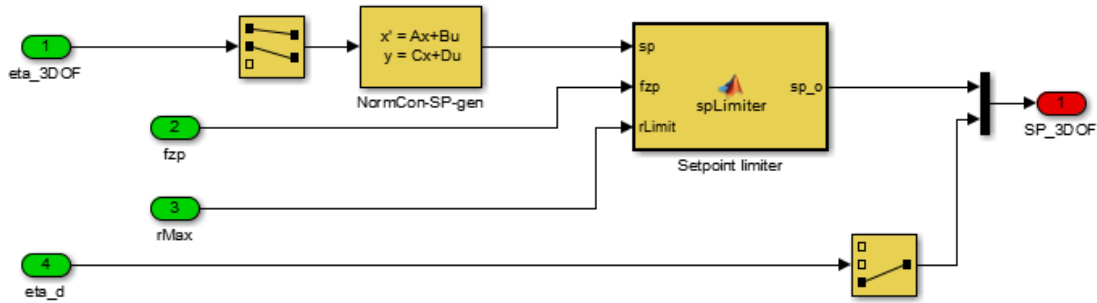 1
eta_3DOF
x' = Ax+Bu
y = Cx+Du
NormCon-SP-gen
2
fzp
3
rMax
4
eta_d
sp
fzp
rLimit
spLimiter
sp_o
Setpoint limiter
1
SP_3DOF